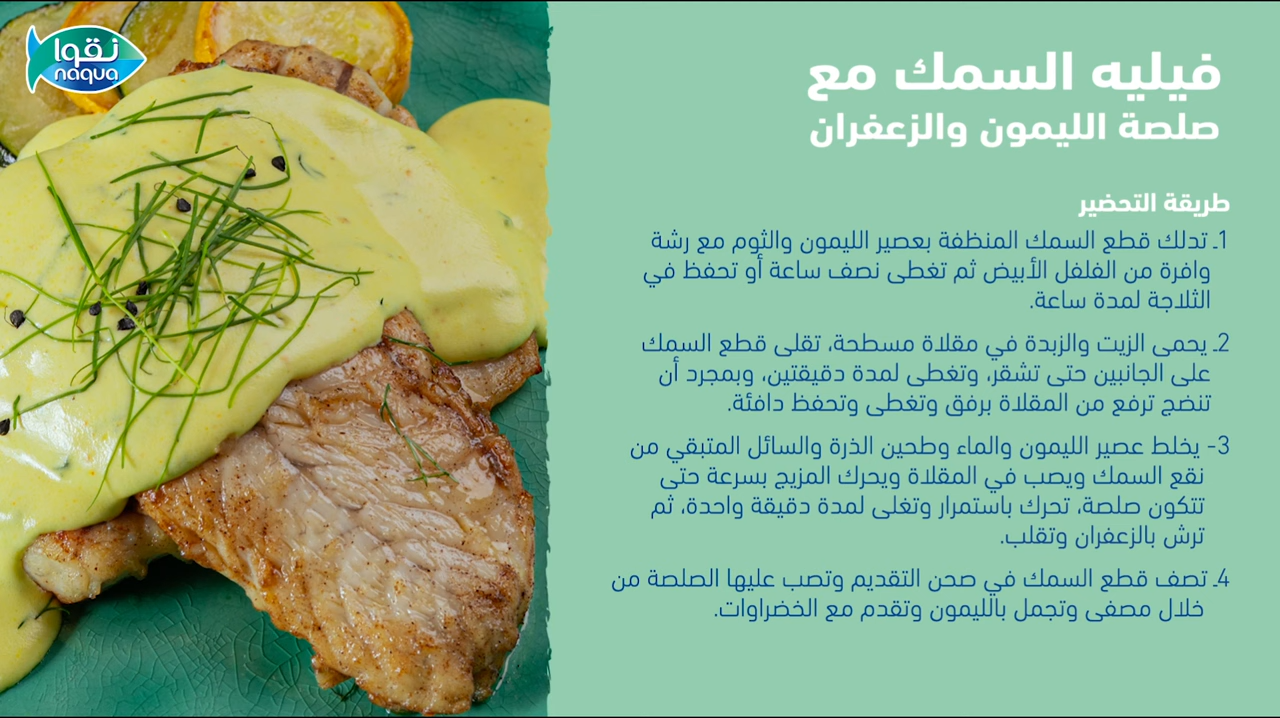 نقوا
naqua
فيليه السمك مع
صلصة الليمون والزعفران
طريقة التحضير
1ـ تدلك قطع السمك المنظفة بعصير الليمون والثوم مع رشة
وافرة من الفلفل الأبيض ثم تغطى نصف ساعة أو تحفظ في
الثلاجة لمدة ساعة.
2ـ يحمى الزيت والزبدة في مقلاة مسطحة، تقلى قطع السمك
على الجانبين حتى تشقر، وتغطى لمدة دقيقتين، وبمجرد أن
تنضج ترفع من المقلاة برفق وتغطى وتحفظ دافئة.
3- يخلط عصير الليمون والماء وطحين الذرة والسائل المتبقي من
نقع السمك ويصب في المقلاة ويحرك المزيج بسرعة حتى
تتكون صلصة، تحرك باستمرار وتغلى لمدة دقيقة واحدة، ثم
ترش بالزعفران وتقلب.
4ـ تصف قطع السمك في صحن التقديم وتصب عليها الصلصة من
خلال مصفى وتجمل بالليمون وتقدم مع الخضراوات.